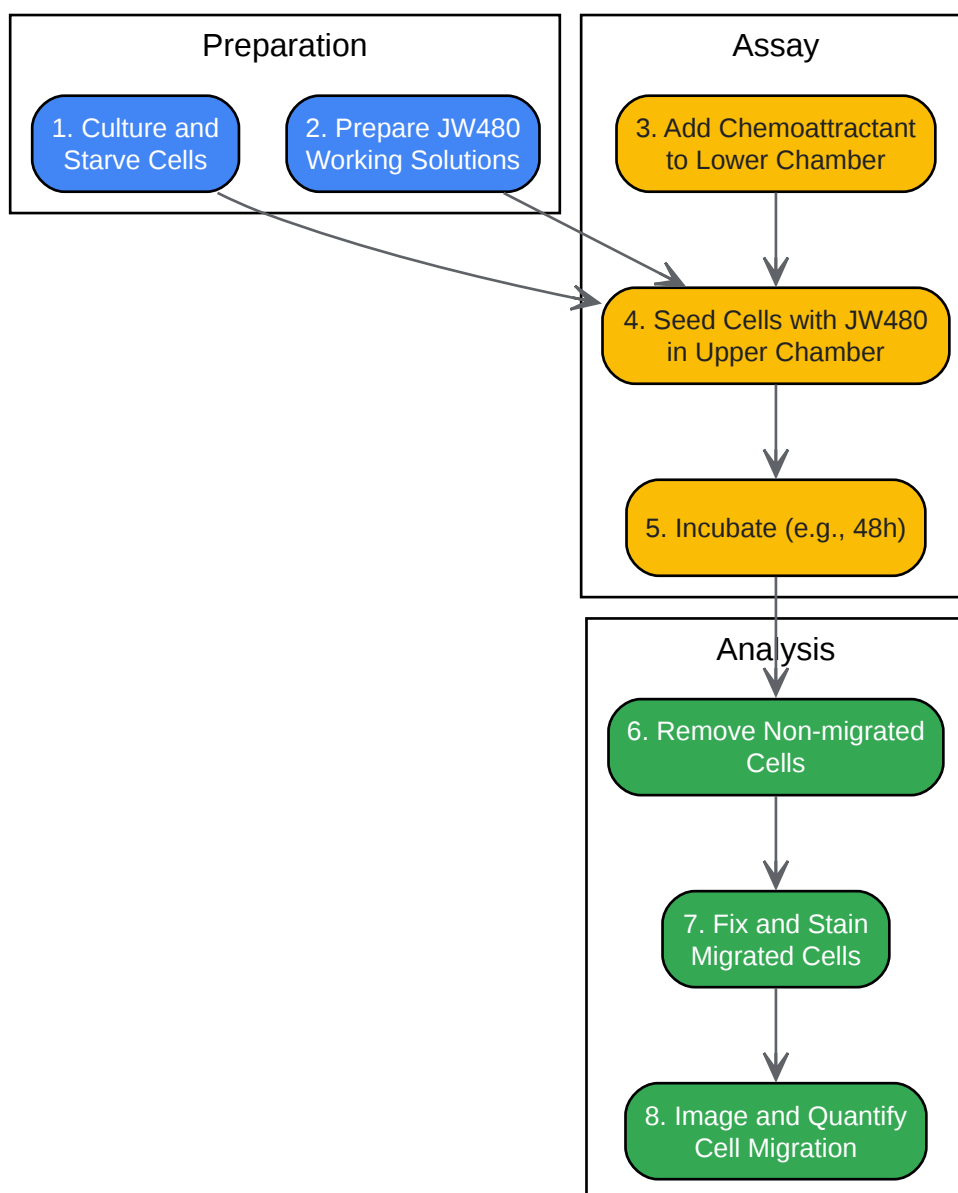 Preparation
1. Culture and
Starve Cells
2. Prepare JW480
Working Solutions
Assay
3. Add Chemoattractant
to Lower Chamber
4. Seed Cells with JW480
in Upper Chamber
5. Incubate (e.g., 48h)
Analysis
6. Remove Non-migrated
Cells
7. Fix and Stain
Migrated Cells
8. Image and Quantify
Cell Migration